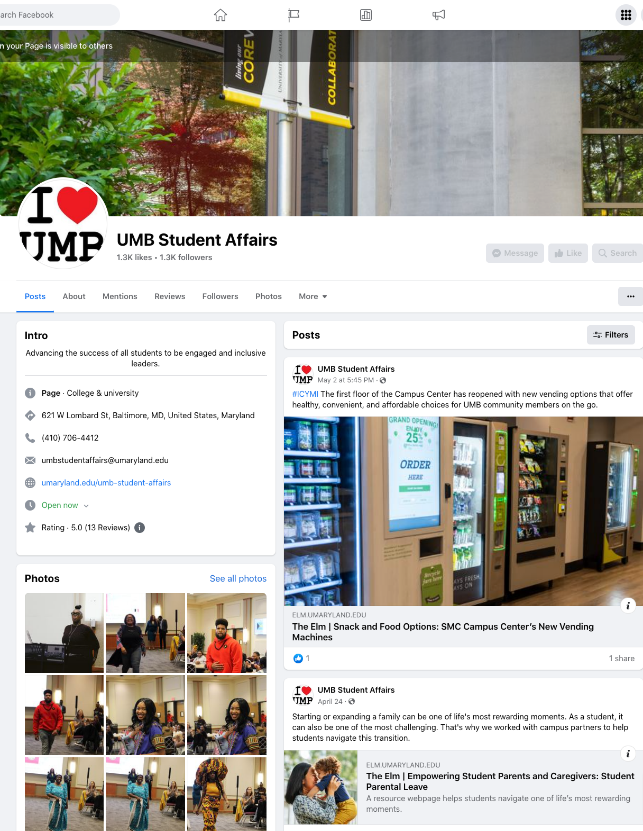 arch Facebook
n your Page is visible to others
living our
COREV
COLLABORAT
I
UMB
UMB Student Affairs
1.3K likes • 1.3K followers
Message
Like
Search
Posts
About
Mentions
Reviews
Followers
Photos
More
Intro
Advancing the success of all students to be engaged and inclusive
leaders.
Page · College & university
621 W Lombard St, Baltimore, MD, United States, Maryland
(410) 706-4412
umbstudentaffairs@umaryland.edu
umaryland.edu/umb-student-affairs
Open now
Rating · 5.0 (13 Reviews)
Photos
See all photos
Posts
Filters
UMB Student Affairs
May 2 at 5:45 PM ·
#ICYMI The first floor of the Campus Center has reopened with new vending options that offer
healthy, convenient, and affordable choices for UMB community members on the go.
GRAND OPENING!
25
ORDER
HERE
ELM.UMARYLAND.EDU
The Elm | Snack and Food Options: SMC Campus Center's New Vending
Machines
1
1 share
UMB Student Affairs
April 24 ·
Starting or expanding a family can be one of life's most rewarding moments. As a student, it
can also be one of the most challenging. That's why we worked with campus partners to help
students navigate this transition.
ELM.UMARYLAND.EDU
The Elm | Empowering Student Parents and Caregivers: Student
Parental Leave
A resource webpage helps students navigate one of life's most rewarding
moments.